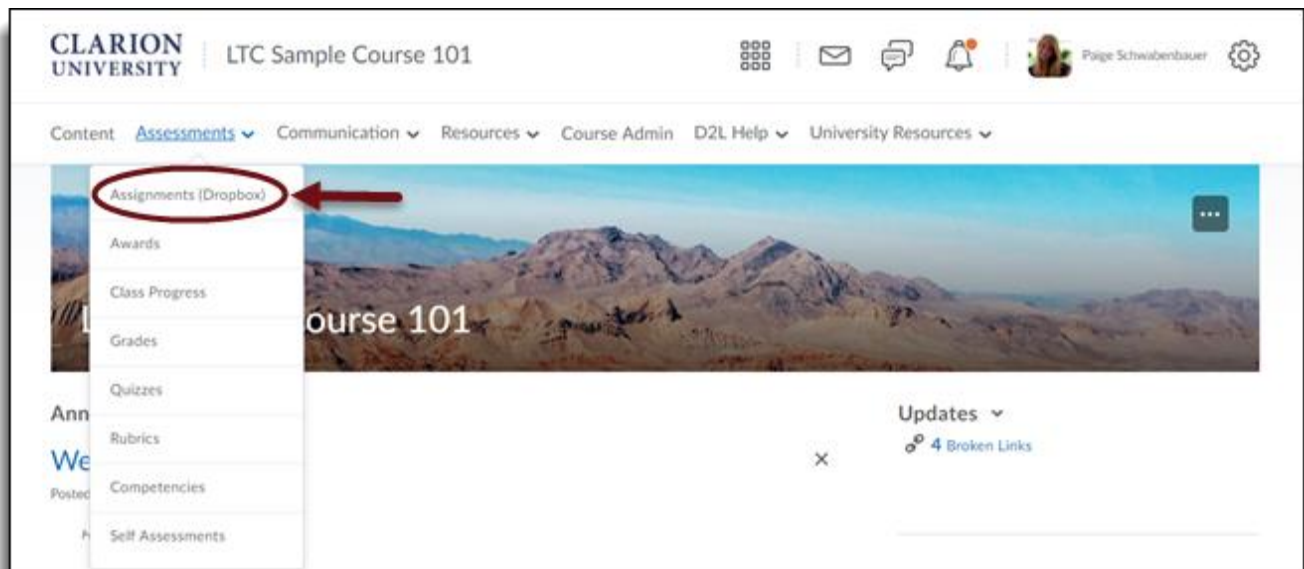 CLARION
UNIVERSITY
LTC Sample Course 101
Paige Schwabenbauer
Content Assessments Communication Resources Course Admin D2L Help University Resources
Assignments (Dropbox)
Awards
Class Progress
Grades
Quizzes
Rubrics
Competencies
Self Assessments
ourse 101
Ann
We
Posted
Updates
4 Broken Links